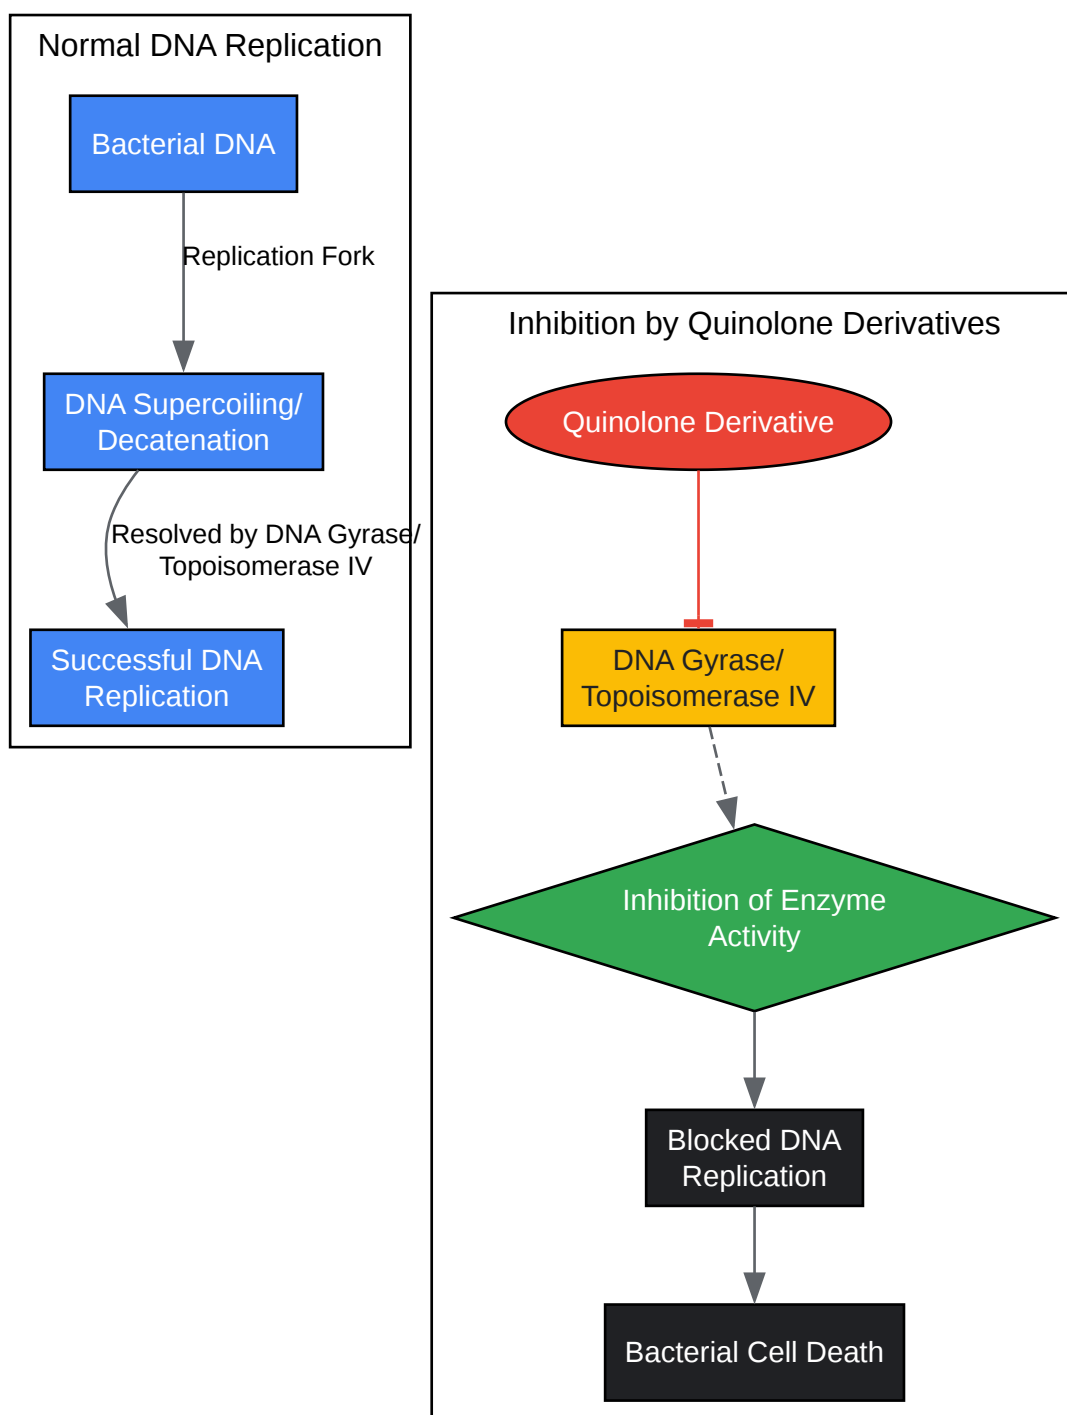 Normal DNA Replication
Bacterial DNA
Replication Fork
DNA Supercoiling/
Decatenation
Resolved by DNA Gyrase/
Topoisomerase IV
Successful DNA
Replication
Inhibition by Quinolone Derivatives
Quinolone Derivative
DNA Gyrase/
Topoisomerase IV
Inhibition of Enzyme
Activity
Blocked DNA
Replication
Bacterial Cell Death